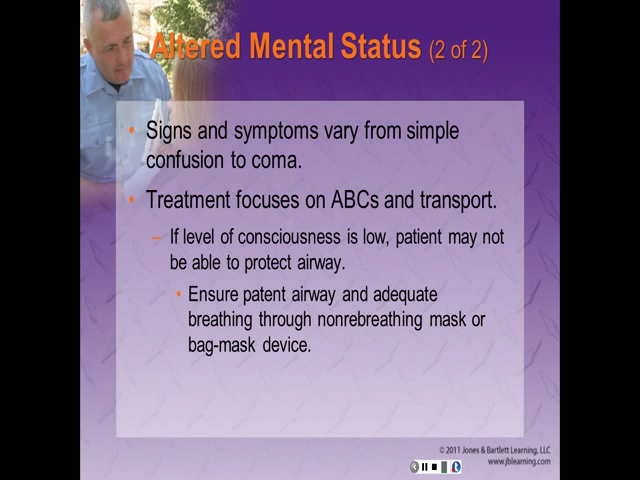 Altered Mental Status (2 of 2)
• Signs and symptoms vary from simple
confusion to coma.
• Treatment focuses on ABCs and transport.
– If level of consciousness is low, patient may not
be able to protect airway.
• Ensure patent airway and adequate
breathing through nonrebreathing mask or
bag-mask device.
© 2011 Jones & Bartlett Learning, LLC
www.jblearning.com